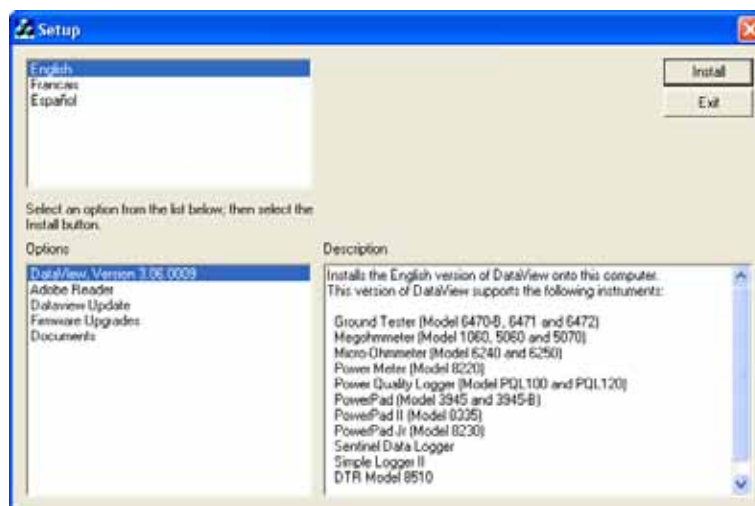 Setup
English
Francais
Español
Install
Exit
Select an option from the list below, then select the
Install button.
Options
DataView, Version 3.06.0009
Adobe Reader
Dataview Update
Firmware Upgrades
Documents
Description
Installs the English version of DataView onto this computer.
This version of DataView supports the following instruments:
Ground Tester (Model 6470-B, 6471 and 6472)
Megohmmeter (Model 1060, 5060 and 5070)
Micro-Ohmmeter (Model 6240 and 6250)
Power Meter (Model 8220)
Power Quality Logger (Model PQL100 and PQL120)
PowerPad (Model 3945 and 3945-B)
PowerPad II (Model 8335)
PowerPad Jr (Model 8230)
Sentinel Data Logger
Simple Logger II
DTR Model 8510